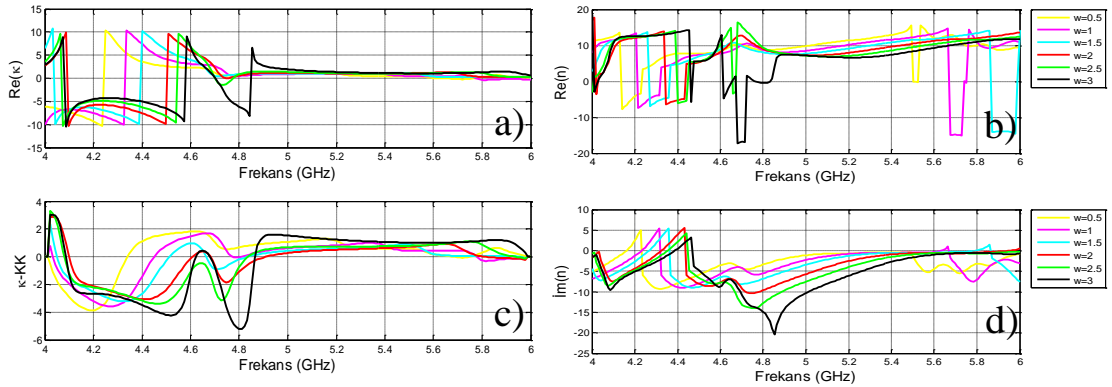 15
10
5
0
-5
-10
-15
Re(κ)
4 4.2 4.4 4.6 4.8 5 5.2 5.4 5.6 5.8 6
Frekans (GHz)
a)
20
10
0
-10
-20
Re(n)
4 4.2 4.4 4.6 4.8 5 5.2 5.4 5.6 5.8 6
Frekans (GHz)
b)
w=0.5
w=1
w=1.5
w=2
w=2.5
w=3
4
2
0
-2
-4
-6
κ-KK
4 4.2 4.4 4.6 4.8 5 5.2 5.4 5.6 5.8 6
Frekans (GHz)
c)
10
5
0
-5
-10
-15
-20
-25
İm(n)
4 4.2 4.4 4.6 4.8 5 5.2 5.4 5.6 5.8 6
Frekans (GHz)
d)
w=0.5
w=1
w=1.5
w=2
w=2.5
w=3